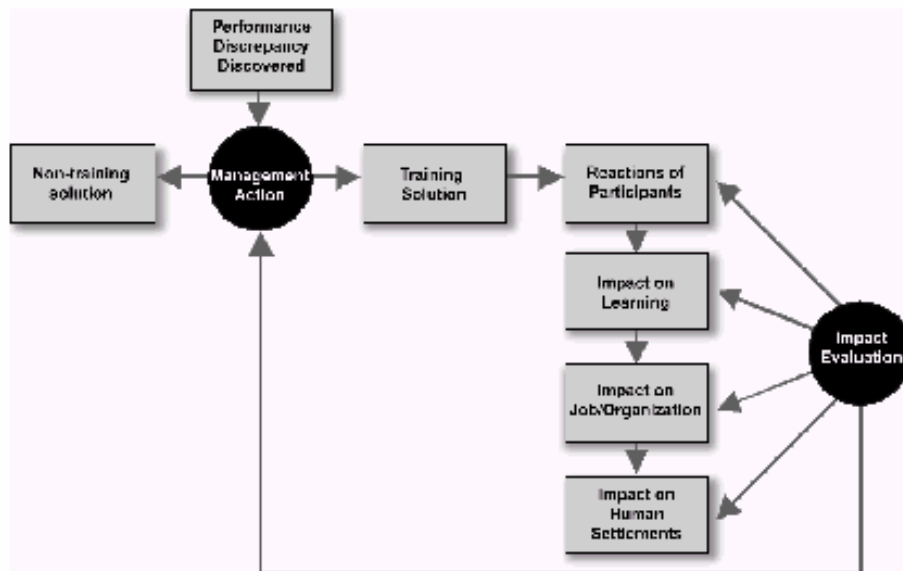 Performance
Discrepancy
Discovered
Non-training
solution
Management
Action
Training
Solution
Reactions of
Participants
Impact on
Learning
Impact
Evaluation
Impact on
Job/Organization
Impact on
Human
Settlements